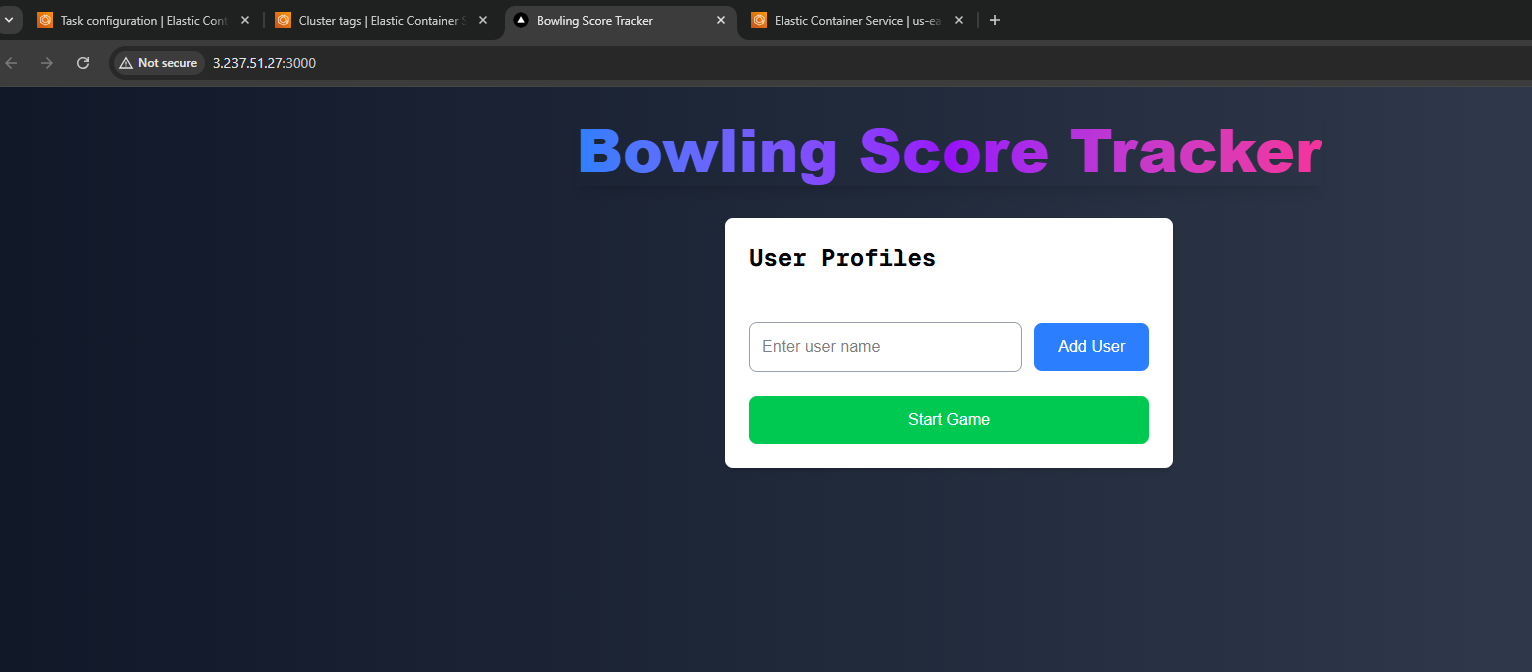 Task configuration | Elastic Cont
Cluster tags | Elastic Container S
Bowling Score Tracker
Elastic Container Service | us-ea
Not secure
3.237.51.27:3000
Bowling Score Tracker
User Profiles
Enter user name
Add User
Start Game